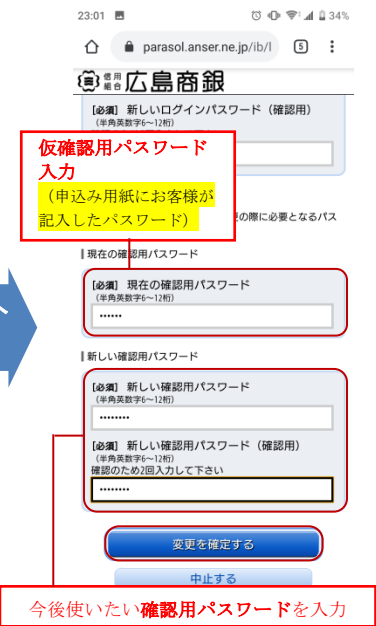 23:01 34%
parasol.anser.ne.jp/ib/l 5
信用組合 広島商銀
[必須] 新しいログインパスワード（確認用）
（半角英数字6～12桁）
仮確認用パスワード
入力
（申込み用紙にお客様が
記入したパスワード）
の際に必要となるパス
現在の確認用パスワード
[必須] 現在の確認用パスワード
（半角英数字6～12桁）
••••••
新しい確認用パスワード
[必須] 新しい確認用パスワード
（半角英数字6～12桁）
••••••••
[必須] 新しい確認用パスワード（確認用）
（半角英数字6～12桁）
確認のため2回入力して下さい
••••••••
変更を確定する
中止する
今後使いたい確認用パスワードを入力